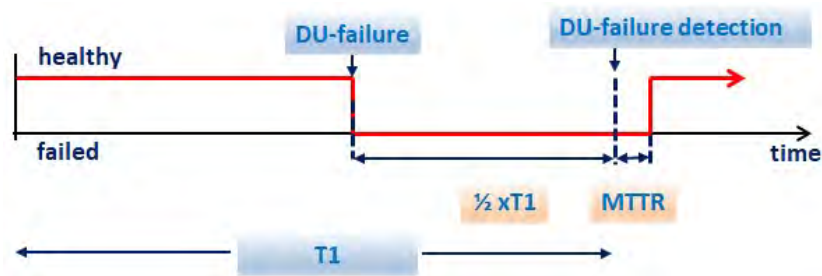 DU-failure
DU-failure detection
healthy
failed
time
½ xT1
MTTR
T1